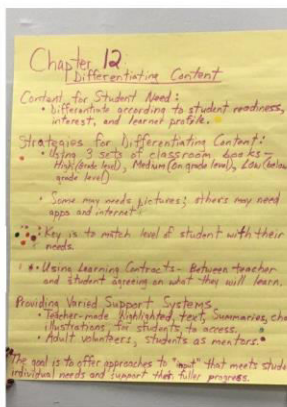 Chapter 12
Differentiating Content
Content for Student Need:
• Differentiate according to student readiness,
interest, and learner profile.
Strategies for Differentiating Content:
• Using 3 sets of classroom books -
High (grade level), Medium (on grade level), Low (below
grade level)
• Some may needs pictures; others may need
apps and internet.
• Key is to match level of student with their
needs.
• Using Learning Contracts - Between teacher
and student agreeing on what they will learn.
Providing Varied Support Systems
• Teacher-made highlighted, text, Summaries,
illustrations, for students to access.
• Adult volunteers, students as mentors.
The goal is to offer approaches to "input" that meets
individual needs and support their fuller progress.